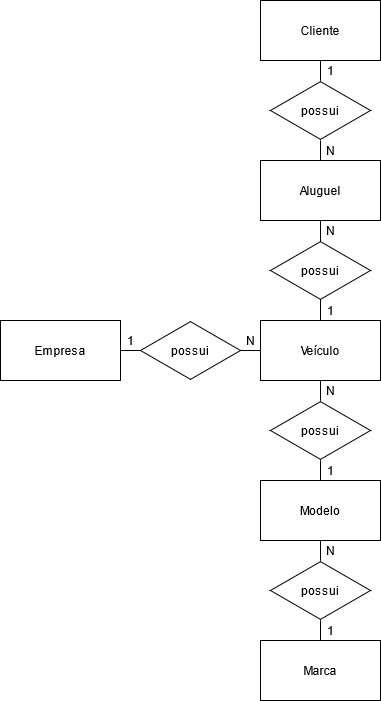 Cliente
1
possui
N
Aluguel
N
possui
1
Empresa
1
possui
N
Veículo
N
possui
1
Modelo
N
possui
1
Marca